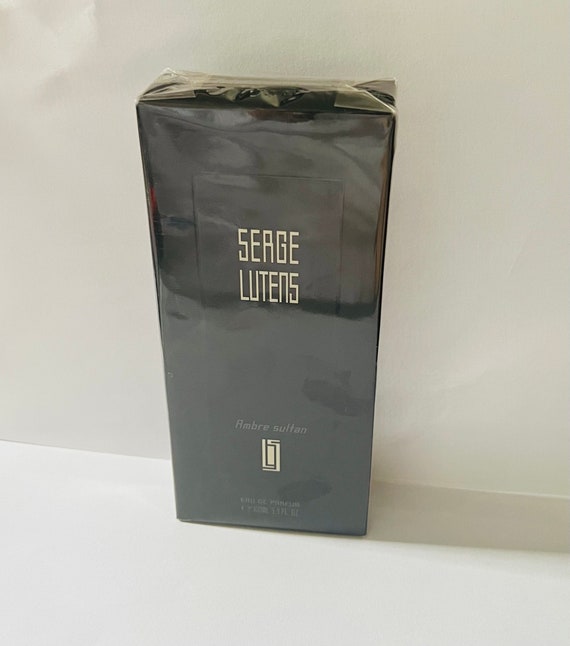 SERGE
LUTENS
Ambre sultan
EAU DE PARFUM